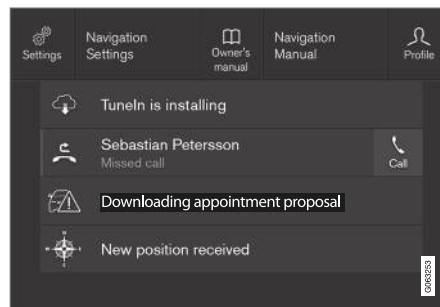 Settings
Navigation
Settings
Owner's
manual
Navigation
Manual
Profile
TuneIn is installing
Sebastian Petersson
Missed call
Call
Downloading appointment proposal
New position received
G063253